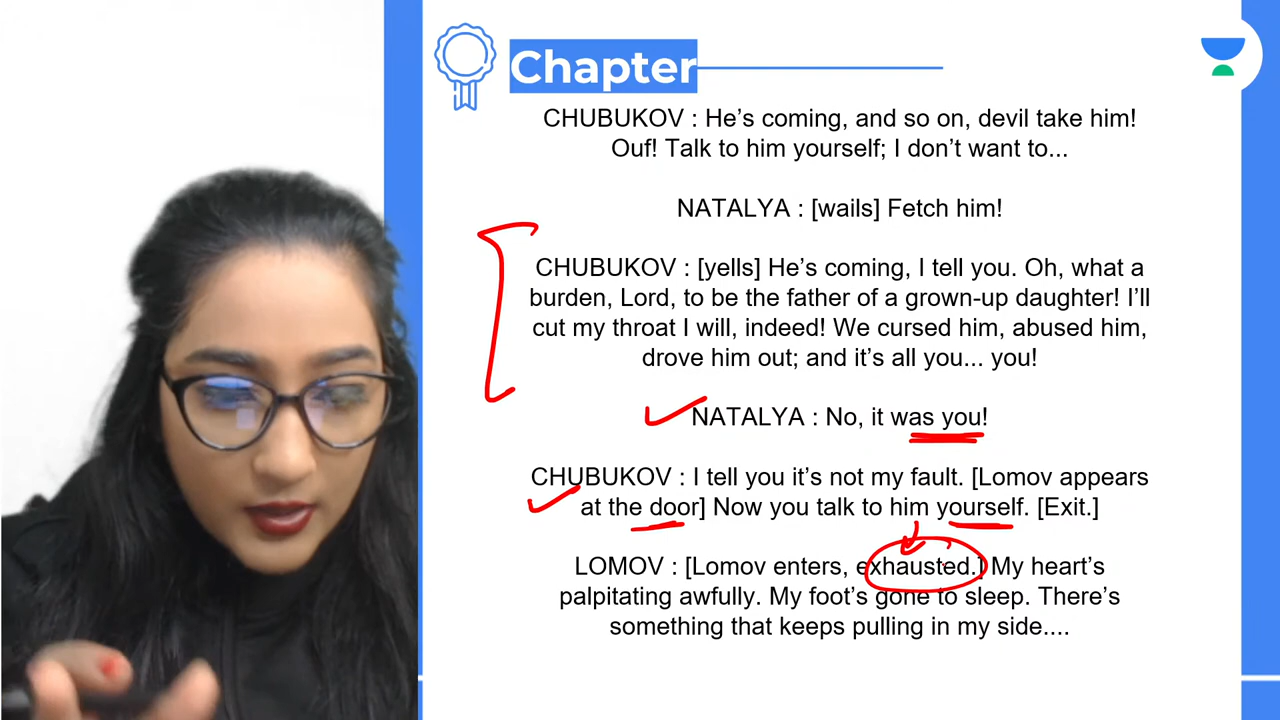 Chapter
CHUBUKOV : He’s coming, and so on, devil take him!
Ouf! Talk to him yourself; I don’t want to...
NATALYA : [wails] Fetch him!
CHUBUKOV : [yells] He’s coming, I tell you. Oh, what a
burden, Lord, to be the father of a grown-up daughter! I’ll
cut my throat I will, indeed! We cursed him, abused him,
drove him out; and it’s all you... you!
NATALYA : No, it was you!
CHUBUKOV : I tell you it’s not my fault. [Lomov appears
at the door] Now you talk to him yourself. [Exit.]
LOMOV : [Lomov enters, exhausted.] My heart’s
palpitating awfully. My foot’s gone to sleep. There’s
something that keeps pulling in my side....